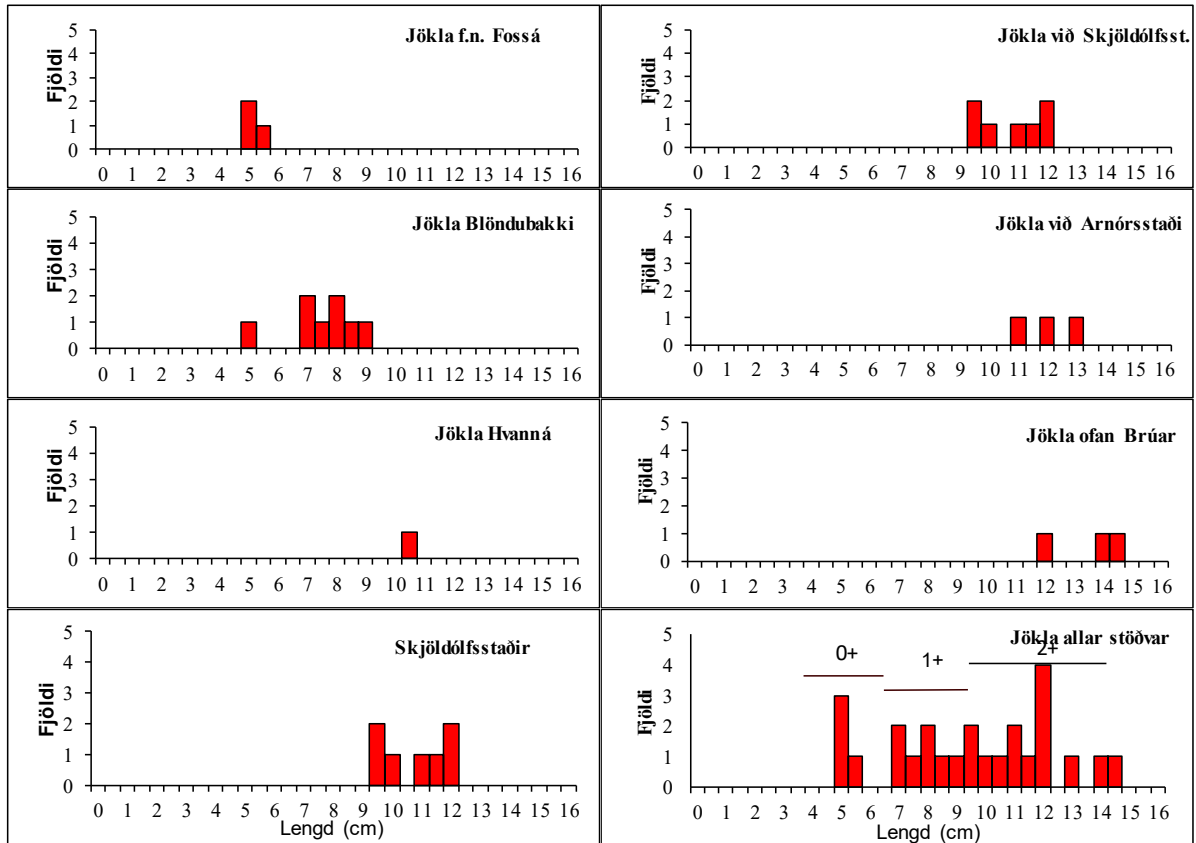 Jökla f.n. Fossá
Fjöldi
5
4
3
2
1
0
0 1 2 3 4 5 6 7 8 9 10 11 12 13 14 15 16
Jökla við Skjöldólfsst.
Fjöldi
5
4
3
2
1
0
0 1 2 3 4 5 6 7 8 9 10 11 12 13 14 15 16
Jökla Blöndubakki
Fjöldi
5
4
3
2
1
0
0 1 2 3 4 5 6 7 8 9 10 11 12 13 14 15 16
Jökla við Arnórsstaði
Fjöldi
5
4
3
2
1
0
0 1 2 3 4 5 6 7 8 9 10 11 12 13 14 15 16
Jökla Hvanná
Fjöldi
5
4
3
2
1
0
0 1 2 3 4 5 6 7 8 9 10 11 12 13 14 15 16
Jökla ofan Brúar
Fjöldi
5
4
3
2
1
0
0 1 2 3 4 5 6 7 8 9 10 11 12 13 14 15 16
Skjöldólfsstaðir
Fjöldi
5
4
3
2
1
0
0 1 2 3 4 5 6 7 8 9 10 11 12 13 14 15 16
Lengd (cm)
Jökla allar stöðvar
0+ 1+ 2+
Fjöldi
5
4
3
2
1
0
0 1 2 3 4 5 6 7 8 9 10 11 12 13 14 15 16
Lengd (cm)